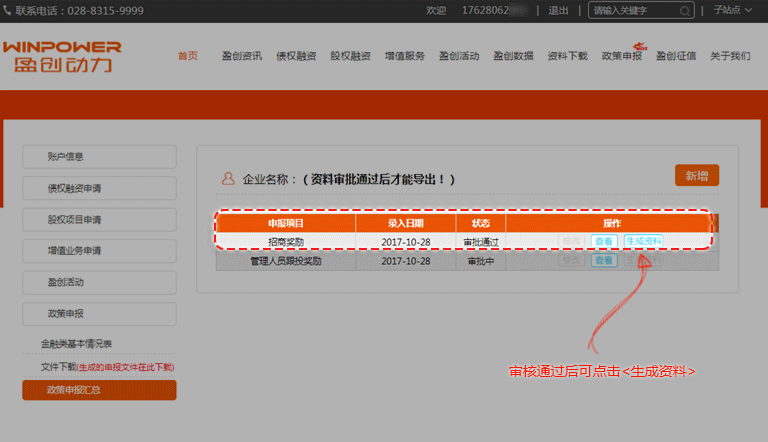 联系电话：028-8315-9999 欢迎 17628062 | 退出 | 请输入关键字 | 子站点
WINPOWER
盈创动力
首页 盈创资讯 债权融资 股权融资 增值服务 盈创活动 盈创数据 资料下载 政策申报 HOT 盈创征信 关于我们
账户信息
债权融资申请
股权项目申请
增值业务申请
盈创活动
政策申报
金融类基本情况表
文件下载(生成的申报文件在此下载)
政策申报汇总
企业名称：（资料审批通过后才能导出！） 新增
申报项目 录入日期 状态 操作
招商奖励 2017-10-28 审批通过 修改 查看 生成资料
管理人员跟投奖励 2017-10-28 审批中 修改 查看 生成资料
审核通过后可点击<生成资料>